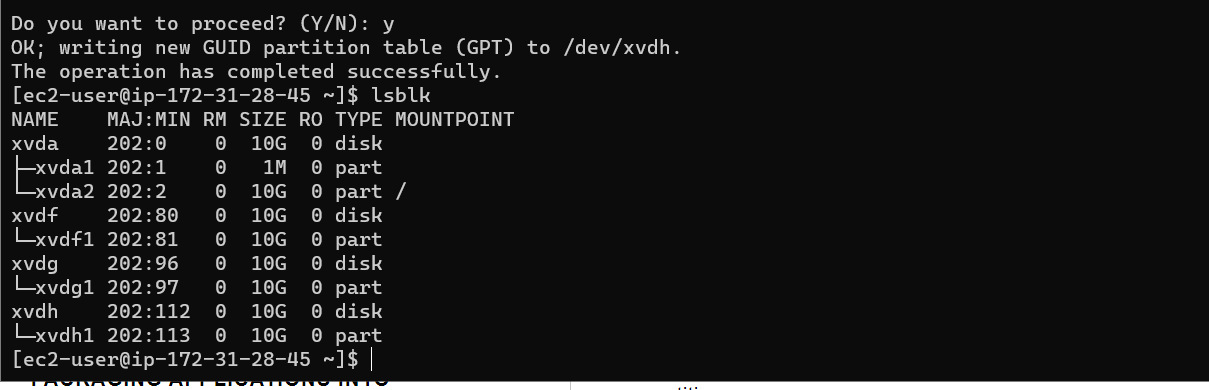 Do you want to proceed? (Y/N): y
OK; writing new GUID partition table (GPT) to /dev/xvdh.
The operation has completed successfully.
[ec2-user@ip-172-31-28-45 ~]$ lsblk
NAME    MAJ:MIN RM SIZE RO TYPE MOUNTPOINT
xvda    202:0    0  10G  0 disk
├─xvda1 202:1    0   1M  0 part
└─xvda2 202:2    0  10G  0 part /
xvdf    202:80   0  10G  0 disk
└─xvdf1 202:81   0  10G  0 part
xvdg    202:96   0  10G  0 disk
└─xvdg1 202:97   0  10G  0 part
xvdh    202:112  0  10G  0 disk
└─xvdh1 202:113  0  10G  0 part
[ec2-user@ip-172-31-28-45 ~]$
PACKAGING APPLICATIONS INTO